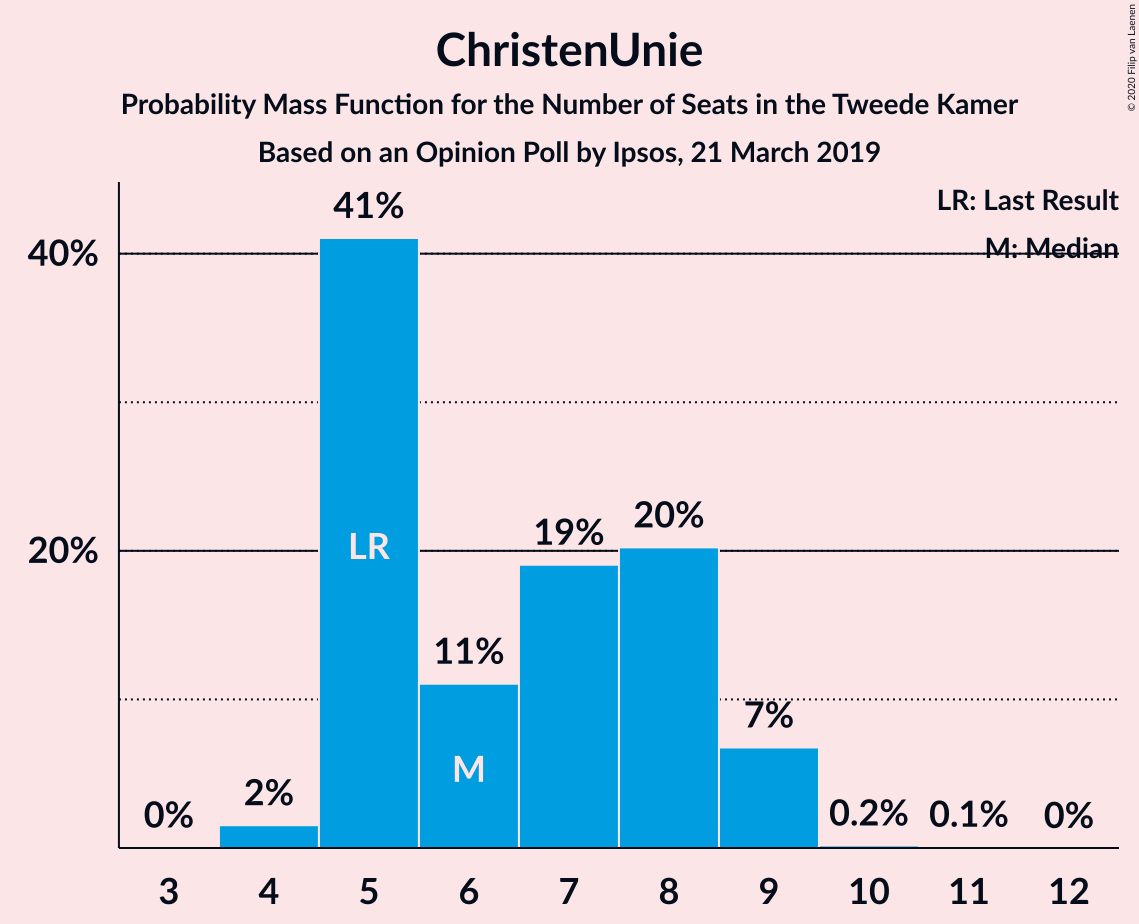 ChristenUnie
Probability Mass Function for the Number of Seats in the Tweede Kamer
Based on an Opinion Poll by Ipsos, 21 March 2019
© 2020 Filip van Laenen
LR: Last Result
M: Median
40%
20%
0%
2%
41%
LR
11%
M
19%
20%
7%
0.2%
0.1%
0%
3 4 5 6 7 8 9 10 11 12